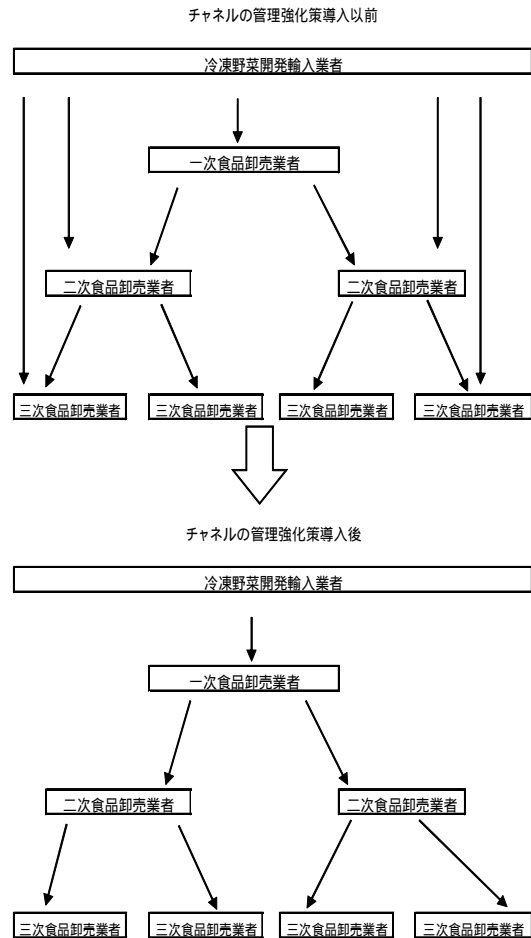 チャネルの管理強化策導入以前
冷凍野菜開発輸入業者
一次食品卸売業者
二次食品卸売業者
二次食品卸売業者
三次食品卸売業者
三次食品卸売業者
三次食品卸売業者
三次食品卸売業者
チャネルの管理強化策導入後
冷凍野菜開発輸入業者
一次食品卸売業者
二次食品卸売業者
二次食品卸売業者
三次食品卸売業者
三次食品卸売業者
三次食品卸売業者
三次食品卸売業者